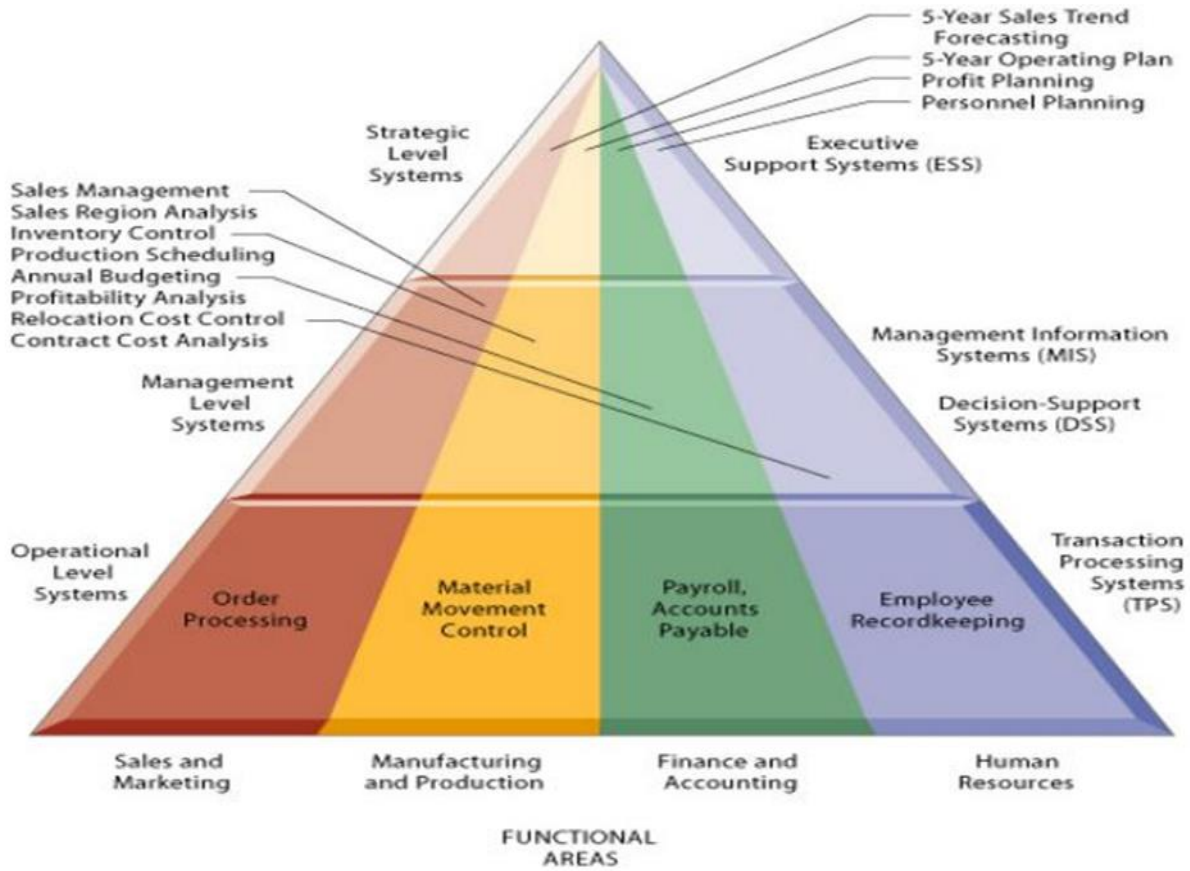 5-Year Sales Trend
Forecasting
5-Year Operating Plan
Profit Planning
Personnel Planning
Strategic
Level
Systems
Executive
Support Systems (ESS)
Sales Management
Sales Region Analysis
Inventory Control
Production Scheduling
Annual Budgeting
Profitability Analysis
Relocation Cost Control
Contract Cost Analysis
Management Information
Systems (MIS)
Management
Level
Systems
Decision-Support
Systems (DSS)
Operational
Level
Systems
Transaction
Processing
Systems
(TPS)
Order
Processing
Material
Movement
Control
Payroll,
Accounts
Payable
Employee
Recordkeeping
Sales and
Marketing
Manufacturing
and Production
Finance and
Accounting
Human
Resources
FUNCTIONAL
AREAS